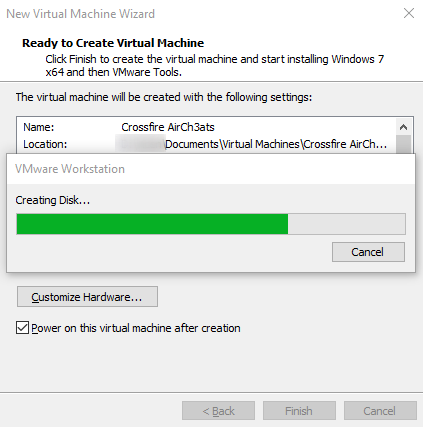 New Virtual Machine Wizard
Ready to Create Virtual Machine
Click Finish to create the virtual machine and start installing Windows 7
x64 and then VMware Tools.
The virtual machine will be created with the following settings:
Name: Crossfire AirCh3ats
Location: Documents\Virtual Machines\Crossfire AirCh...
VMware Workstation
Creating Disk...
Cancel
Customize Hardware...
Power on this virtual machine after creation
< Back Finish Cancel